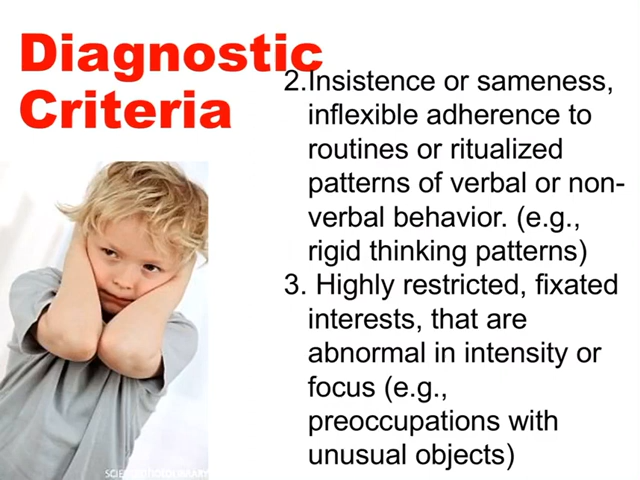 Diagnostic
Criteria
2.Insistence or sameness,
inflexible adherence to
routines or ritualized
patterns of verbal or non-
verbal behavior. (e.g.,
rigid thinking patterns)
3. Highly restricted, fixated
interests, that are
abnormal in intensity or
focus (e.g.,
preoccupations with
unusual objects)